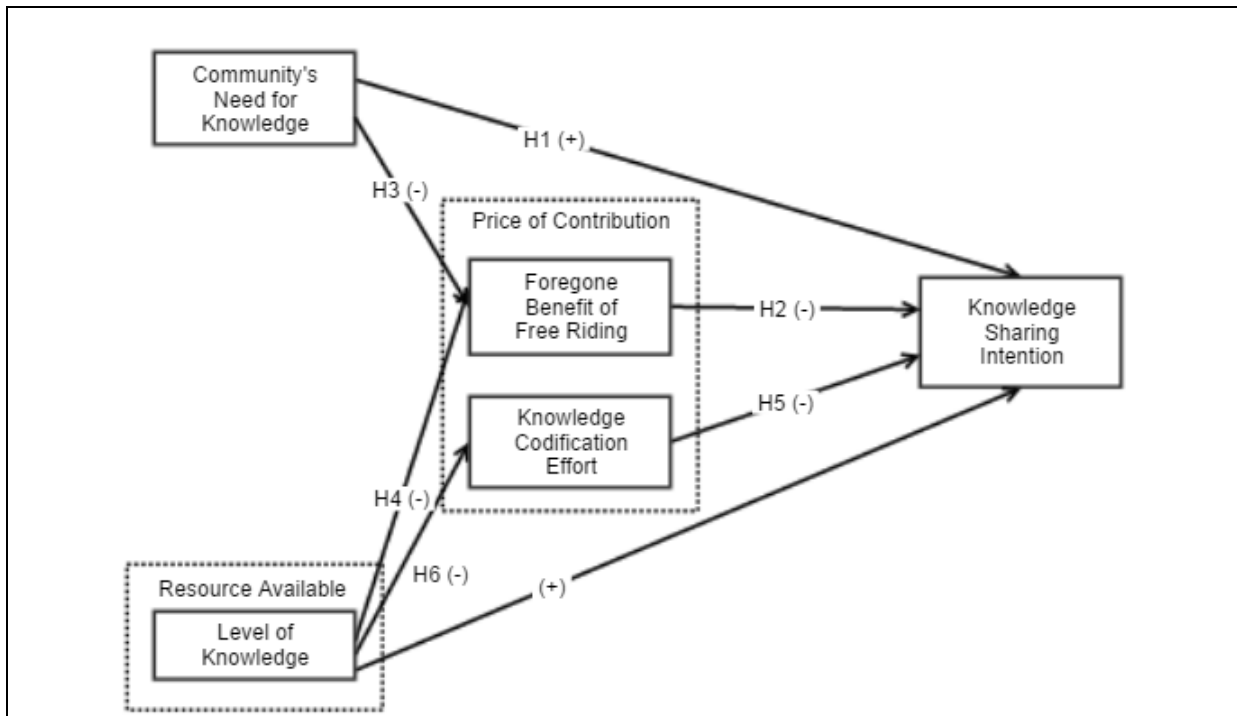 Community's
Need for
Knowledge
H1 (+)
H3 (-)
Price of Contribution
Foregone
Benefit of
Free Riding
H2 (-)
Knowledge
Sharing
Intention
Knowledge
Codification
Effort
H5 (-)
H4 (-)
H6 (-)
(+)
Resource Available
Level of
Knowledge